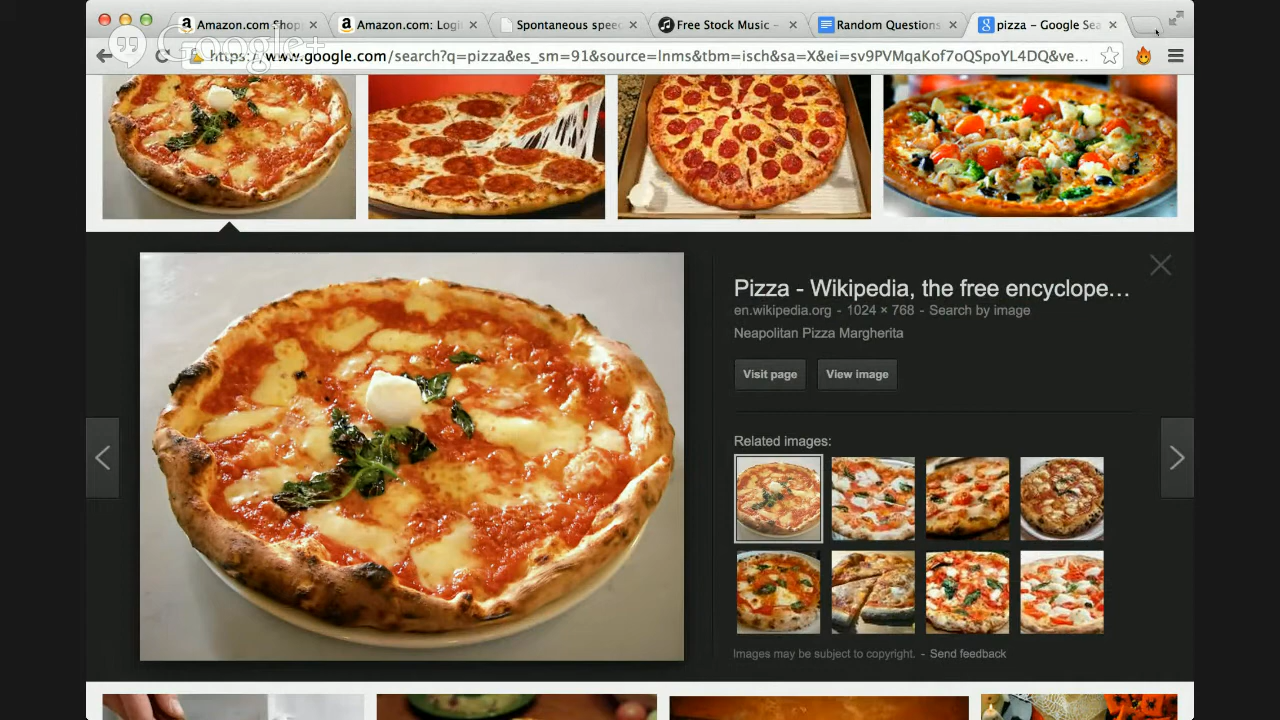 Amazon.com Shop
Amazon.com: Logi
Spontaneous spee
Free Stock Music –
Random Questions
pizza – Google Sea
Google+
https://www.google.com/search?q=pizza&es_sm=91&source=lnms&tbm=isch&sa=X&ei=sv9PVMqaKof7oQSpoYL4DQ&ve...
Pizza - Wikipedia, the free encyclope...
en.wikipedia.org - 1024 × 768 - Search by image
Neapolitan Pizza Margherita
Visit page
View image
Related images:
Images may be subject to copyright. - Send feedback